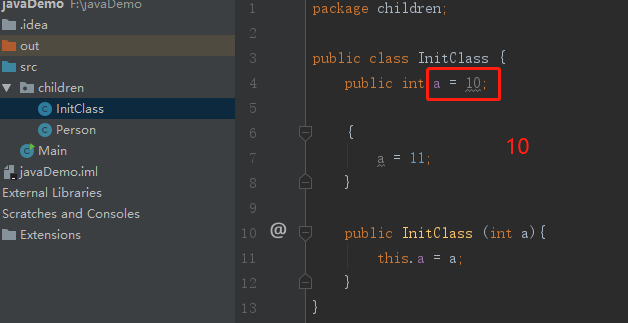 javaDemo F:\javaDemo
.idea
out
src
children
InitClass
Person
Main
javaDemo.iml
External Libraries
Scratches and Consoles
Extensions
1 package children;
2
3 public class InitClass {
4 public int a = 10;
5
6 {
7 a = 11;
8 }
9
10 @ public InitClass (int a){
11 this.a = a;
12 }
13 }
10